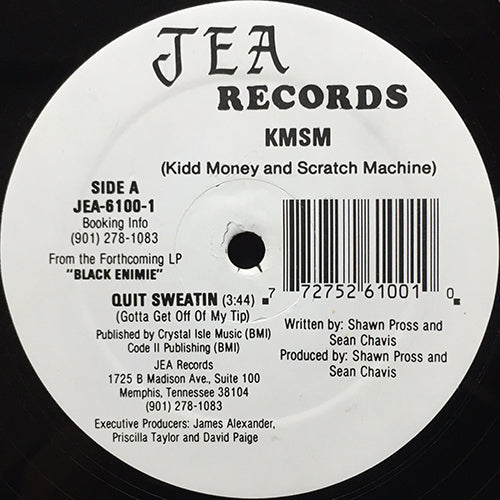 JEA
RECORDS
KMSM
(Kidd Money and Scratch Machine)
SIDE A
JEA-6100-1
Booking Info
(901) 278-1083
From the Forthcoming LP
"BLACK ENIMIE"
QUIT SWEATIN (3:44)
(Gotta Get Off Of My Tip)
Published by Crystal Isle Music (BMI)
Code II Publishing (BMI)
JEA Records
1725 B Madison Ave., Suite 100
Memphis, Tennessee 38104
(901) 278-1083
Executive Producers: James Alexander,
Priscilla Taylor and David Paige
7 72752 61001 0
Written by: Shawn Pross and
Sean Chavis
Produced by: Shawn Pross and
Sean Chavis